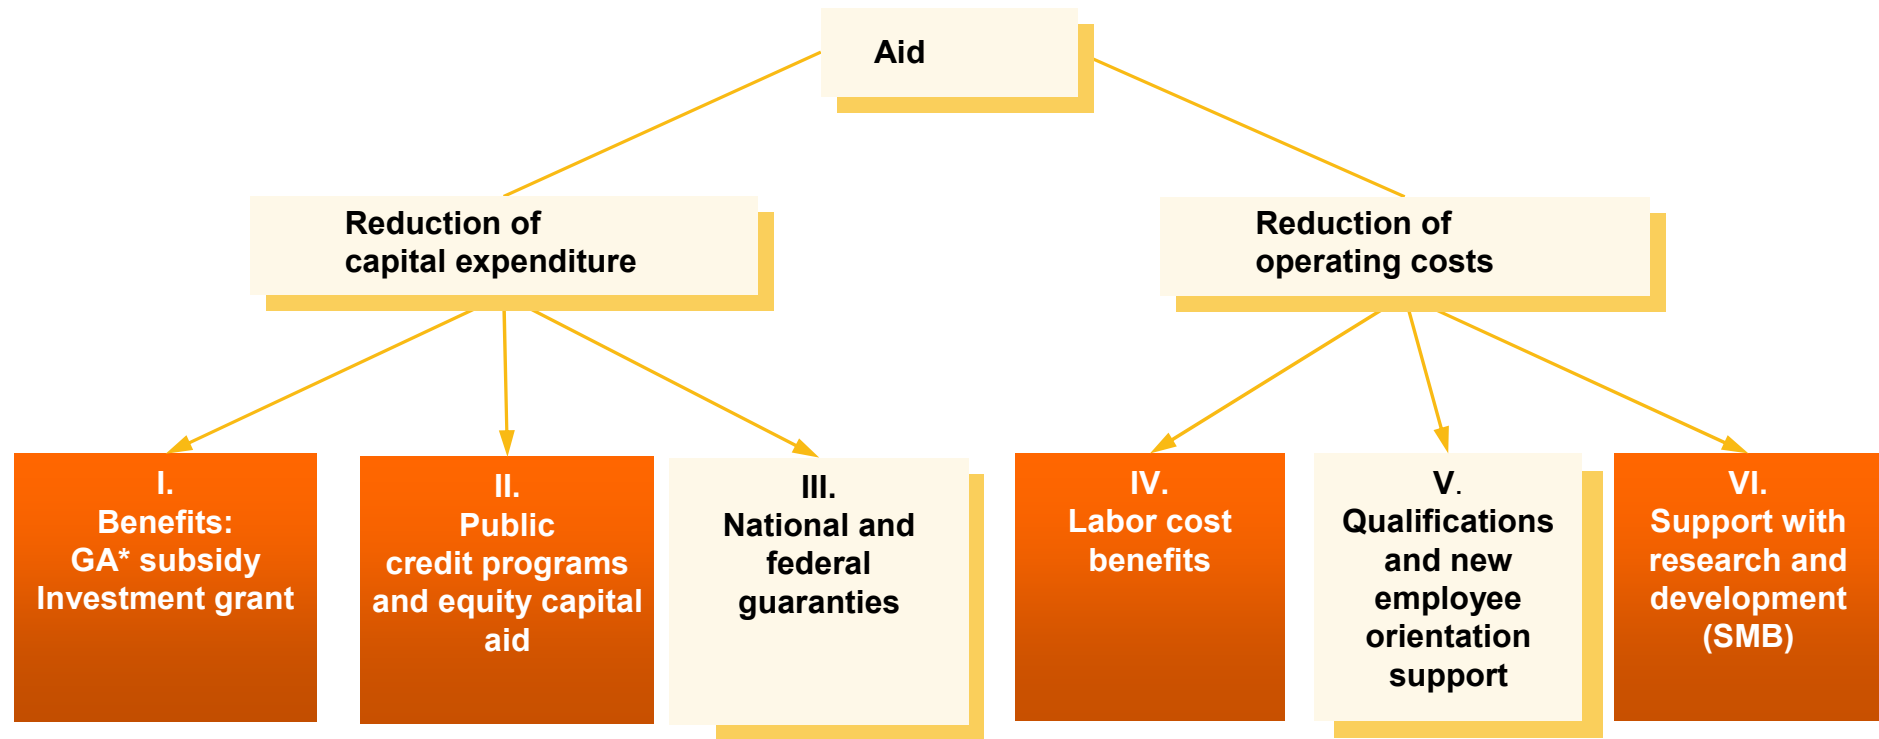 Aid
Reduction of
capital expenditure
Reduction of
operating costs
I.
Benefits:
GA* subsidy
Investment grant
II.
Public
credit programs
and equity capital
aid
III.
National and
federal
guaranties
IV.
Labor cost
benefits
V.
Qualifications
and new
employee
orientation
support
VI.
Support with
research and
development
(SMB)